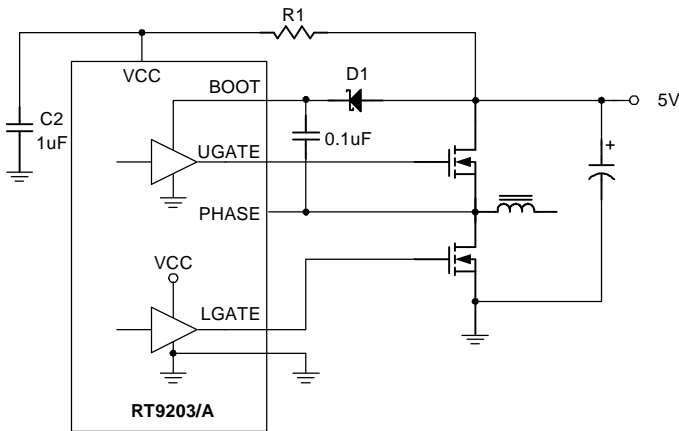 R1
VCC
D1
BOOT
5V
C2
1uF
0.1uF
+
UGATE
PHASE
VCC
LGATE
RT9203/A